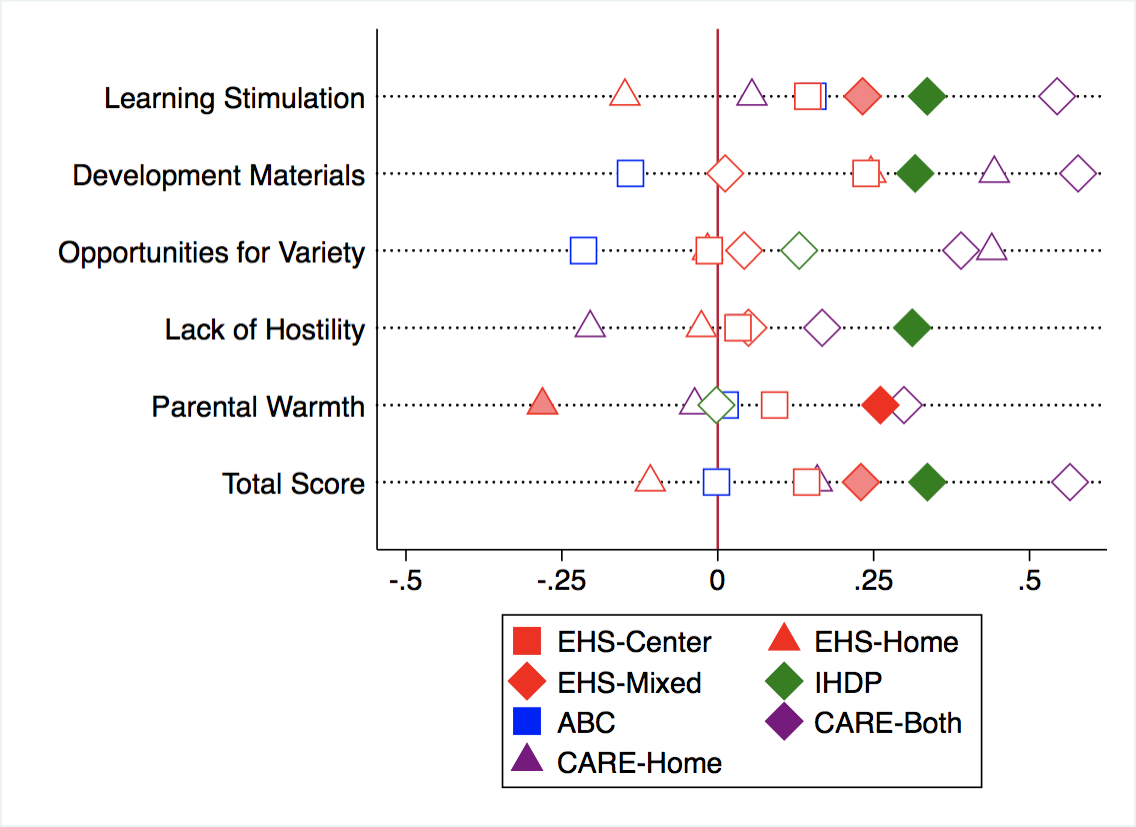 Learning Stimulation
Development Materials
Opportunities for Variety
Lack of Hostility
Parental Warmth
Total Score
-.5 -.25 0 .25 .5
EHS-Center EHS-Home
EHS-Mixed IHDP
ABC CARE-Both
CARE-Home